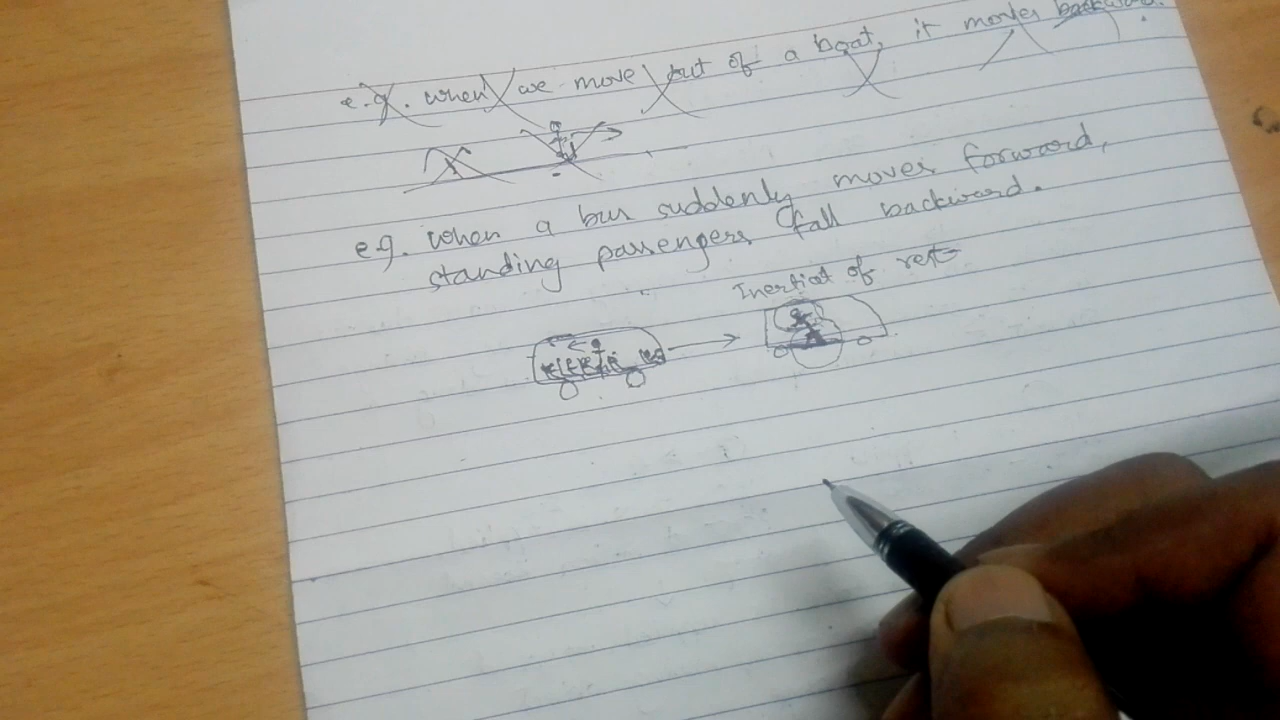 e.g. when we move out of a boat, it moves backward.
e.g. when a bus suddenly moves forward,
standing passengers fall backward.
Inertiat of rest